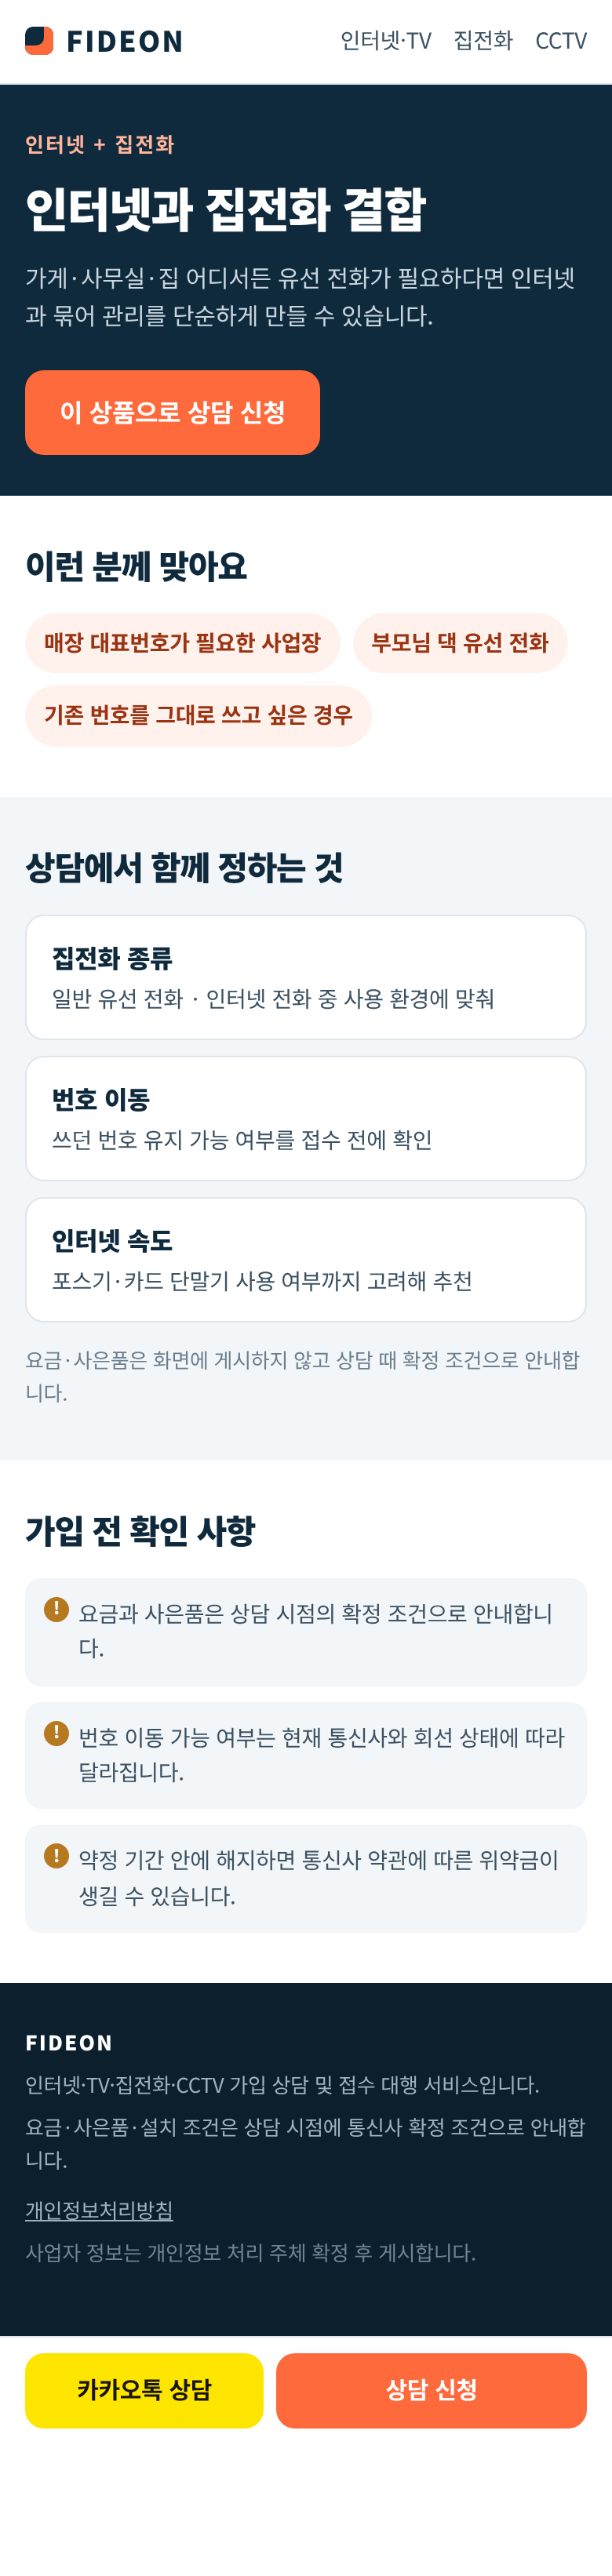 FIDEON
인터넷·TV 집전화 CCTV
인터넷 + 집전화
인터넷과 집전화 결합
가게·사무실·집 어디서든 유선 전화가 필요하다면 인터넷
과 묶어 관리를 단순하게 만들 수 있습니다.
이 상품으로 상담 신청
이런 분께 맞아요
매장 대표번호가 필요한 사업장
부모님 댁 유선 전화
기존 번호를 그대로 쓰고 싶은 경우
상담에서 함께 정하는 것
집전화 종류
일반 유선 전화 · 인터넷 전화 중 사용 환경에 맞춰
번호 이동
쓰던 번호 유지 가능 여부를 접수 전에 확인
인터넷 속도
포스기·카드 단말기 사용 여부까지 고려해 추천
요금·사은품은 화면에 게시하지 않고 상담 때 확정 조건으로 안내합
니다.
가입 전 확인 사항
! 요금과 사은품은 상담 시점의 확정 조건으로 안내합니
다.
! 번호 이동 가능 여부는 현재 통신사와 회선 상태에 따라
달라집니다.
! 약정 기간 안에 해지하면 통신사 약관에 따른 위약금이
생길 수 있습니다.
FIDEON
인터넷·TV·집전화·CCTV 가입 상담 및 접수 대행 서비스입니다.
요금·사은품·설치 조건은 상담 시점에 통신사 확정 조건으로 안내합
니다.
개인정보처리방침
사업자 정보는 개인정보 처리 주체 확정 후 게시합니다.
카카오톡 상담
상담 신청